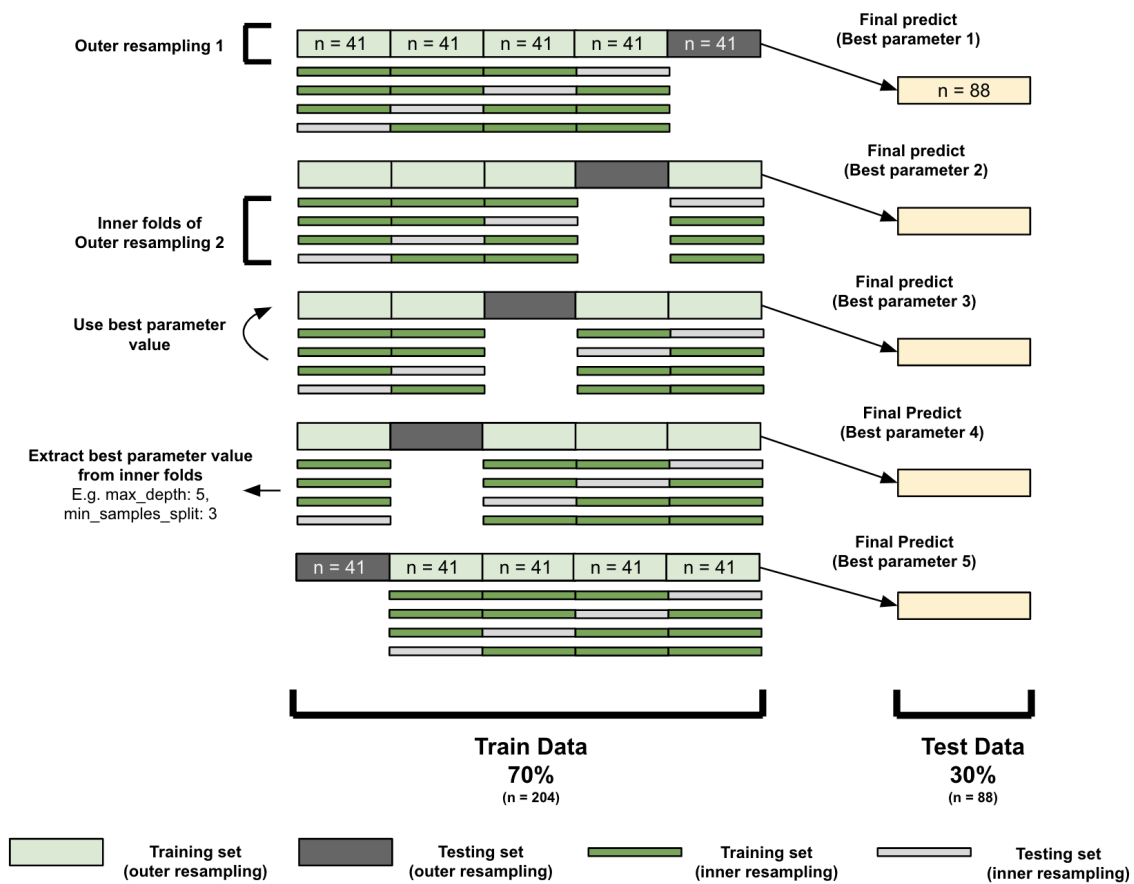 Outer resampling 1
n = 41
n = 41
n = 41
n = 41
n = 41
Final predict
(Best parameter 1)
n = 88
Final predict
(Best parameter 2)
Inner folds of
Outer resampling 2
Final predict
(Best parameter 3)
Use best parameter
value
Final Predict
(Best parameter 4)
Extract best parameter value
from inner folds
E.g. max_depth: 5,
min_samples_split: 3
Final Predict
(Best parameter 5)
n = 41
n = 41
n = 41
n = 41
n = 41
Train Data
70%
(n = 204)
Test Data
30%
(n = 88)
Training set
(outer resampling)
Testing set
(outer resampling)
Training set
(inner resampling)
Testing set
(inner resampling)